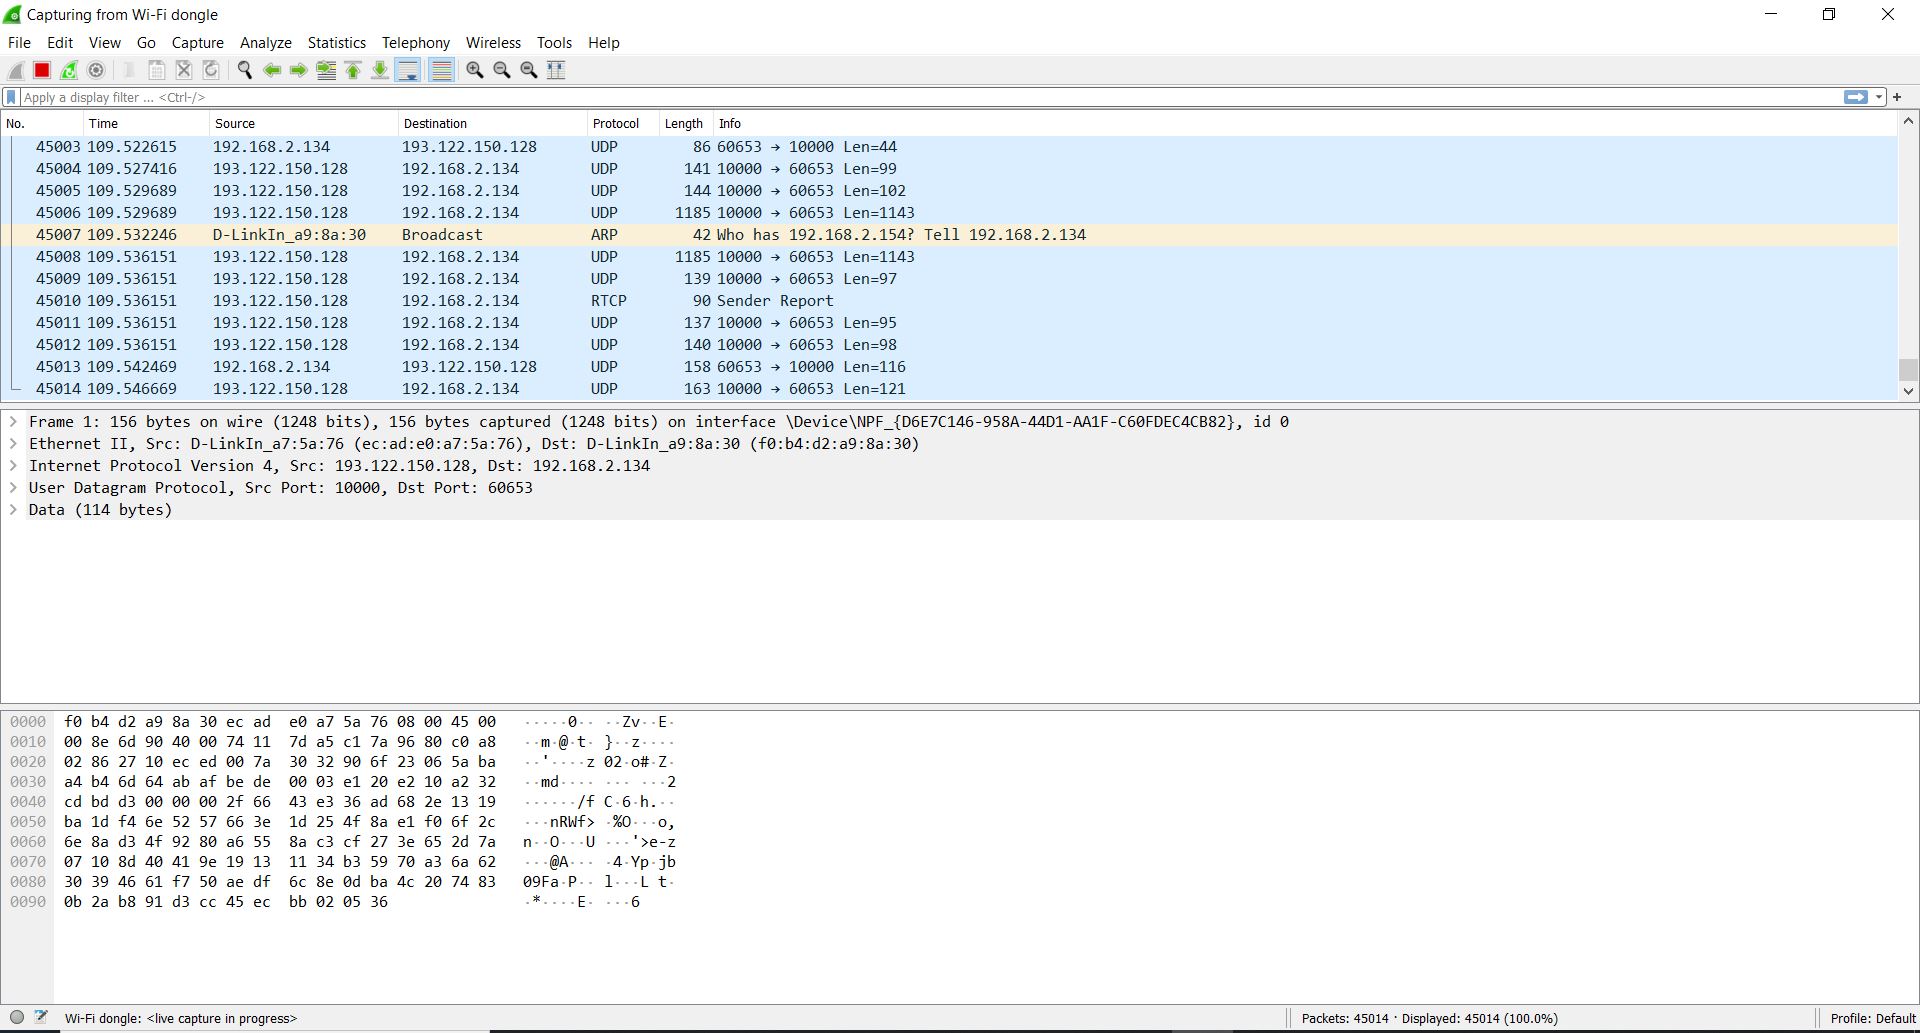 Capturing from Wi-Fi dongle
File Edit View Go Capture Analyze Statistics Telephony Wireless Tools Help
Apply a display filter ... <Ctrl-/>
No. Time Source Destination Protocol Length Info
45003 109.522615 192.168.2.134 193.122.150.128 UDP 86 60653 → 10000 Len=44
45004 109.527416 193.122.150.128 192.168.2.134 UDP 141 10000 → 60653 Len=99
45005 109.529689 193.122.150.128 192.168.2.134 UDP 144 10000 → 60653 Len=102
45006 109.529689 193.122.150.128 192.168.2.134 UDP 1185 10000 → 60653 Len=1143
45007 109.532246 D-LinkIn_a9:8a:30 Broadcast ARP 42 Who has 192.168.2.154? Tell 192.168.2.134
45008 109.536151 193.122.150.128 192.168.2.134 UDP 1185 10000 → 60653 Len=1143
45009 109.536151 193.122.150.128 192.168.2.134 UDP 139 10000 → 60653 Len=97
45010 109.536151 193.122.150.128 192.168.2.134 RTCP 90 Sender Report
45011 109.536151 193.122.150.128 192.168.2.134 UDP 137 10000 → 60653 Len=95
45012 109.536151 193.122.150.128 192.168.2.134 UDP 140 10000 → 60653 Len=98
45013 109.542469 192.168.2.134 193.122.150.128 UDP 158 60653 → 10000 Len=116
45014 109.546669 193.122.150.128 192.168.2.134 UDP 163 10000 → 60653 Len=121
Frame 1: 156 bytes on wire (1248 bits), 156 bytes captured (1248 bits) on interface \Device\NPF_{D6E7C146-958A-44D1-AA1F-C60FDEC4CB82}, id 0
Ethernet II, Src: D-LinkIn_a7:5a:76 (ec:ad:e0:a7:5a:76), Dst: D-LinkIn_a9:8a:30 (f0:b4:d2:a9:8a:30)
Internet Protocol Version 4, Src: 193.122.150.128, Dst: 192.168.2.134
User Datagram Protocol, Src Port: 10000, Dst Port: 60653
Data (114 bytes)
0000 f0 b4 d2 a9 8a 30 ec ad e0 a7 5a 76 08 00 45 00 ·····0·· ··Zv··E·
0010 00 8e 6d 90 40 00 74 11 7d a5 c1 7a 96 80 c0 a8 ··m·@·t· }··z····
0020 02 86 27 10 ec ed 00 7a 30 32 90 6f 23 06 5a ba ··'····z 02·o#·Z·
0030 a4 b4 6d 64 ab af be de 00 03 e1 20 e2 10 a2 32 ··md···· ··· ···2
0040 cd bd d3 00 00 00 2f 66 43 e3 36 ad 68 2e 13 19 ······/f C·6·h.··
0050 ba 1d f4 6e 52 57 66 3e 1d 25 4f 8a e1 f0 6f 2c ···nRWf> ·%O···o,
0060 6e 8a d3 4f 92 80 a6 55 8a c3 cf 27 3e 65 2d 7a n··O···U ···'>e-z
0070 07 10 8d 40 41 9e 19 13 11 34 b3 59 70 a3 6a 62 ···@A··· ·4·Yp·jb
0080 30 39 46 61 f7 50 ae df 6c 8e 0d ba 4c 20 74 83 09Fa·P·· l···L t·
0090 0b 2a b8 91 d3 cc 45 ec bb 02 05 36 ·*····E· ···6
Wi-Fi dongle: <live capture in progress> Packets: 45014 · Displayed: 45014 (100.0%) Profile: Default